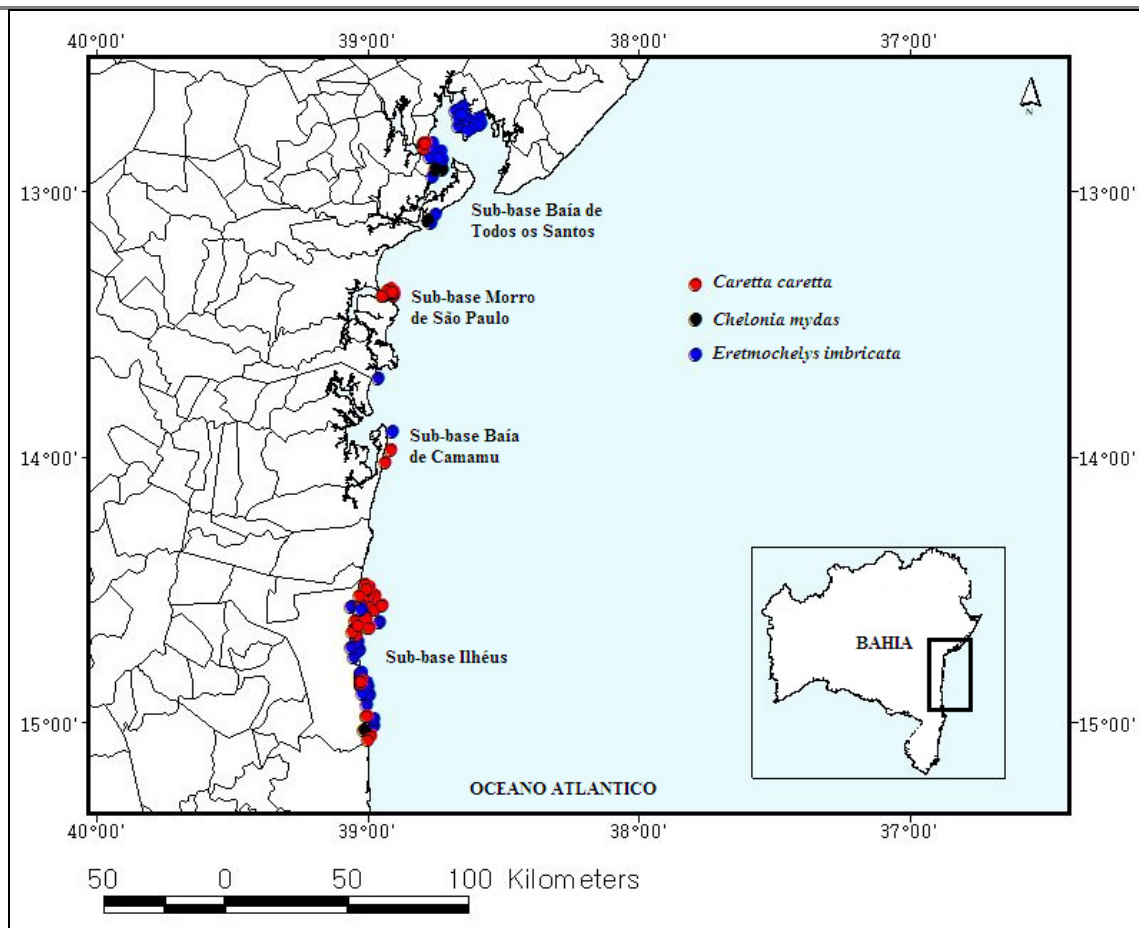 40°00' 39°00' 38°00' 37°00'
N
13°00' 13°00'
Sub-base Baía de
Todos os Santos
Caretta caretta
Sub-base Morro
de São Paulo
Chelonia mydas
Eretmochelys imbricata
Sub-base Baía
de Camamu
14°00' 14°00'
BAHIA
Sub-base Ilhéus
15°00' 15°00'
OCEANO ATLANTICO
40°00' 39°00' 38°00' 37°00'
50 0 50 100 Kilometers